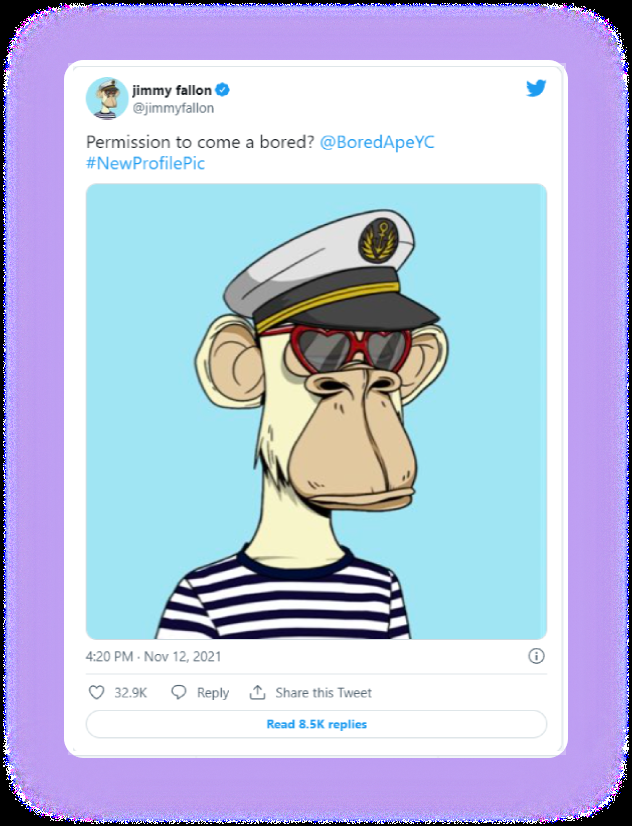 jimmy fallon
@jimmyfallon
Permission to come a bored? @BoredApeYC
#NewProfilePic
4:20 PM · Nov 12, 2021
32.9K Reply Share this Tweet
Read 8.5K replies